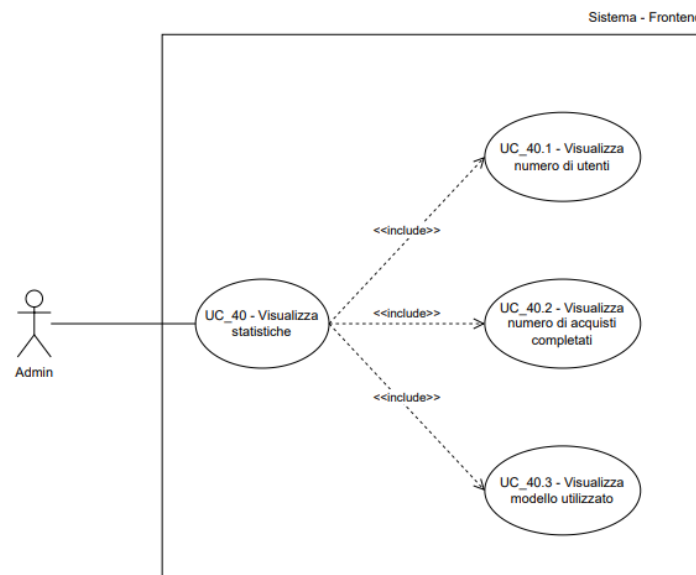 Sistema - Frontend
UC_40.1 - Visualizza
numero di utenti
<<include>>
UC_40 - Visualizza
statistiche
<<include>>
UC_40.2 - Visualizza
numero di acquisti
completati
Admin
<<include>>
UC_40.3 - Visualizza
modello utilizzato